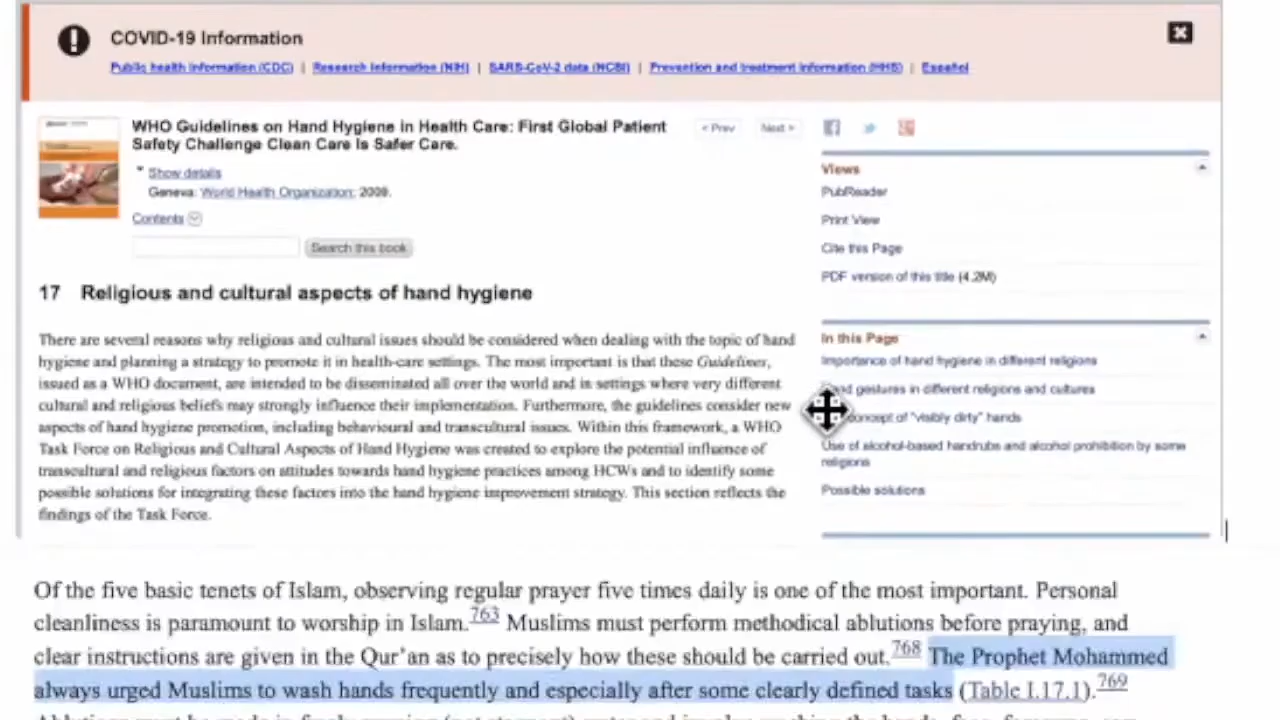 COVID-19 Information
Public health information (CDC) | Research information (NIH) | SARS-CoV-2 data (NCBI) | Prevention and treatment information (HHS) | Español
WHO Guidelines on Hand Hygiene in Health Care: First Global Patient
Safety Challenge Clean Care Is Safer Care.
Show details
Geneva: World Health Organization; 2009.
Contents
Search this book
< Prev Next >
17 Religious and cultural aspects of hand hygiene
There are several reasons why religious and cultural issues should be considered when dealing with the topic of hand
hygiene and planning a strategy to promote it in health-care settings. The most important is that these Guidelines,
issued as a WHO document, are intended to be disseminated all over the world and in settings where very different
cultural and religious beliefs may strongly influence their implementation. Furthermore, the guidelines consider new
aspects of hand hygiene promotion, including behavioural and transcultural issues. Within this framework, a WHO
Task Force on Religious and Cultural Aspects of Hand Hygiene was created to explore the potential influence of
transcultural and religious factors on attitudes towards hand hygiene practices among HCWs and to identify some
possible solutions for integrating these factors into the hand hygiene improvement strategy. This section reflects the
findings of the Task Force.
Views
PubReader
Print View
Cite this Page
PDF version of this title (4.2M)
In this Page
Importance of hand hygiene in different religions
gestures in different religions and cultures
concept of "visibly dirty" hands
Use of alcohol-based handrubs and alcohol prohibition by some
religions
Possible solutions
Of the five basic tenets of Islam, observing regular prayer five times daily is one of the most important. Personal
cleanliness is paramount to worship in Islam.763 Muslims must perform methodical ablutions before praying, and
clear instructions are given in the Qur'an as to precisely how these should be carried out.768 The Prophet Mohammed
always urged Muslims to wash hands frequently and especially after some clearly defined tasks (Table I.17.1).769